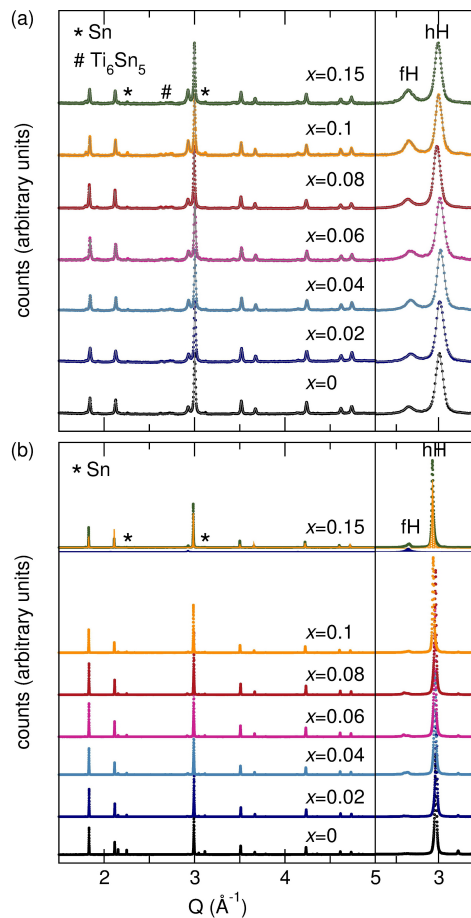 (a)
* Sn
# Ti₆Sn₅
hH
fH
#
*
*
x=0.15
x=0.1
x=0.08
x=0.06
x=0.04
x=0.02
x=0
counts (arbitrary units)
(b)
* Sn
hH
fH
*
*
x=0.15
x=0.1
x=0.08
x=0.06
x=0.04
x=0.02
x=0
counts (arbitrary units)
2 3 4 5 3
Q (Å⁻¹)